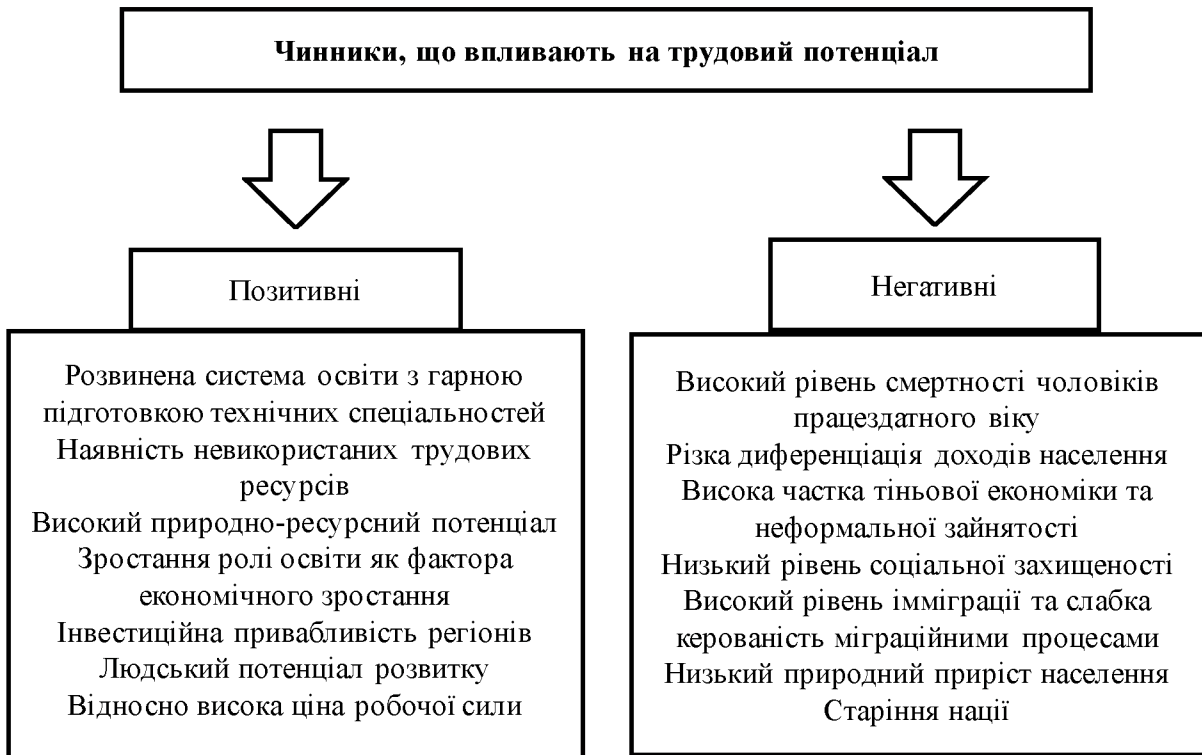 Чинники, що впливають на трудовий потенціал
Позитивні
Розвинена система освіти з гарною
підготовкою технічних спеціальностей
Наявність невикористаних трудових
ресурсів
Високий природно-ресурсний потенціал
Зростання ролі освіти як фактора
економічного зростання
Інвестиційна привабливість регіонів
Людський потенціал розвитку
Відносно висока ціна робочої сили
Негативні
Високий рівень смертності чоловіків
працездатного віку
Різка диференціація доходів населення
Висока частка тіньової економіки та
неформальної зайнятості
Низький рівень соціальної захищеності
Високий рівень імміграції та слабка
керованість міграційними процесами
Низький природний приріст населення
Старіння нації